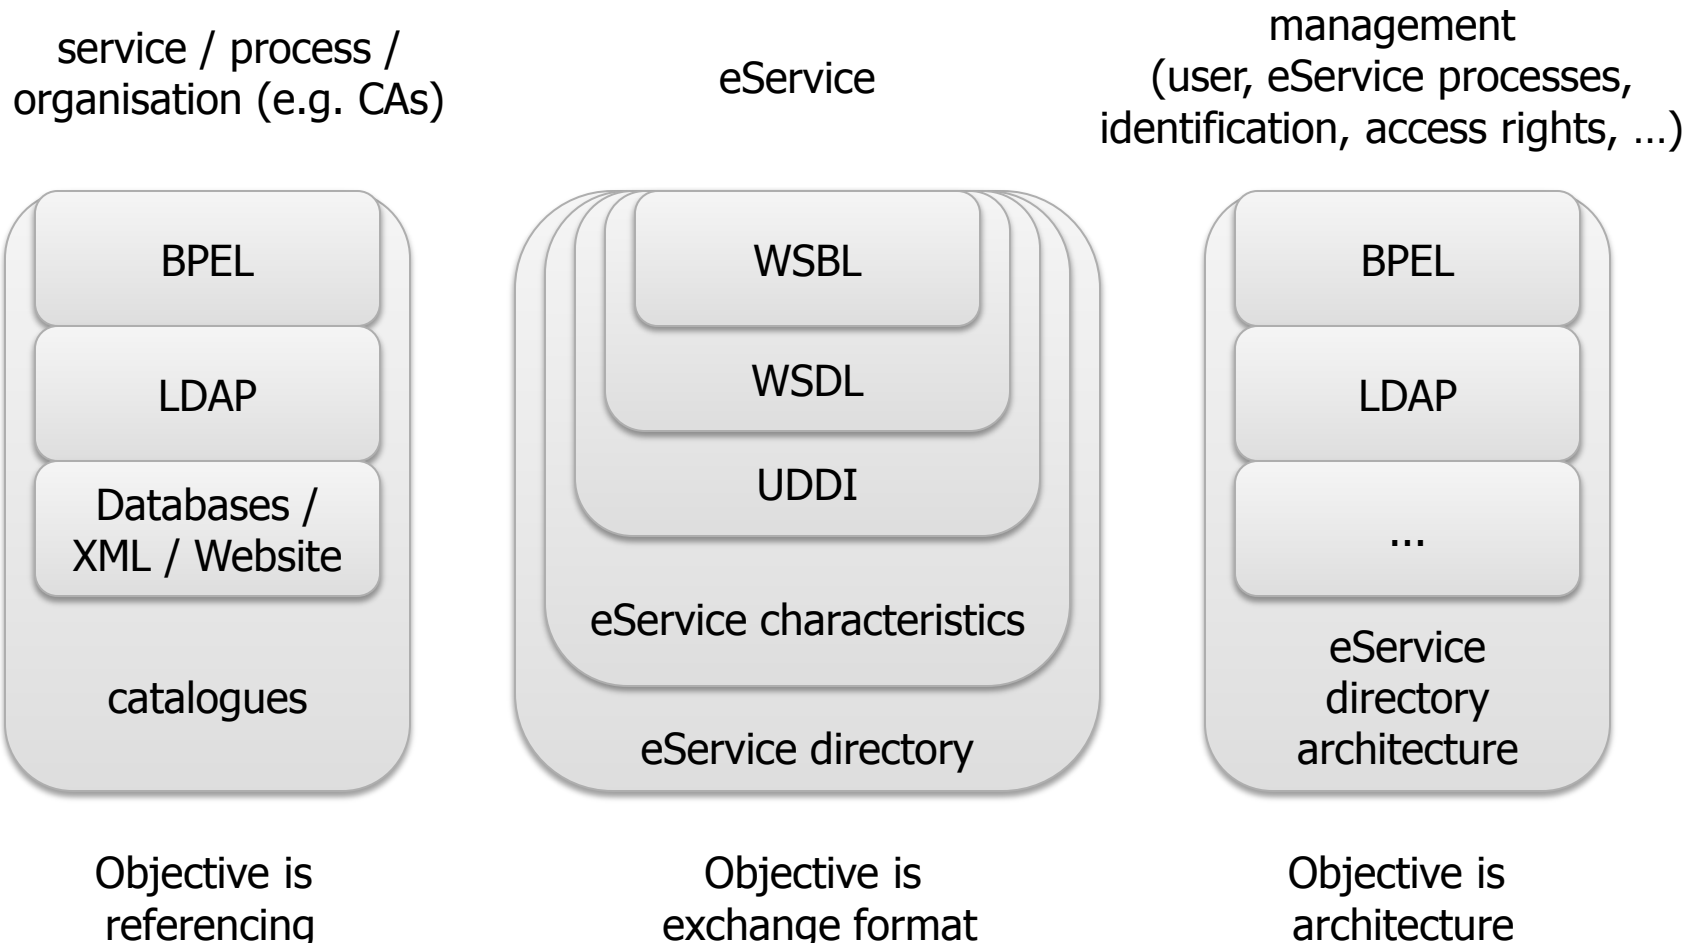 service / process /
organisation (e.g. CAs)
eService
management
(user, eService processes,
identification, access rights, ...)
BPEL
LDAP
Databases /
XML / Website
catalogues
WSBL
WSDL
UDDI
eService characteristics
eService directory
BPEL
LDAP
...
eService
directory
architecture
Objective is
referencing
Objective is
exchange format
Objective is
architecture